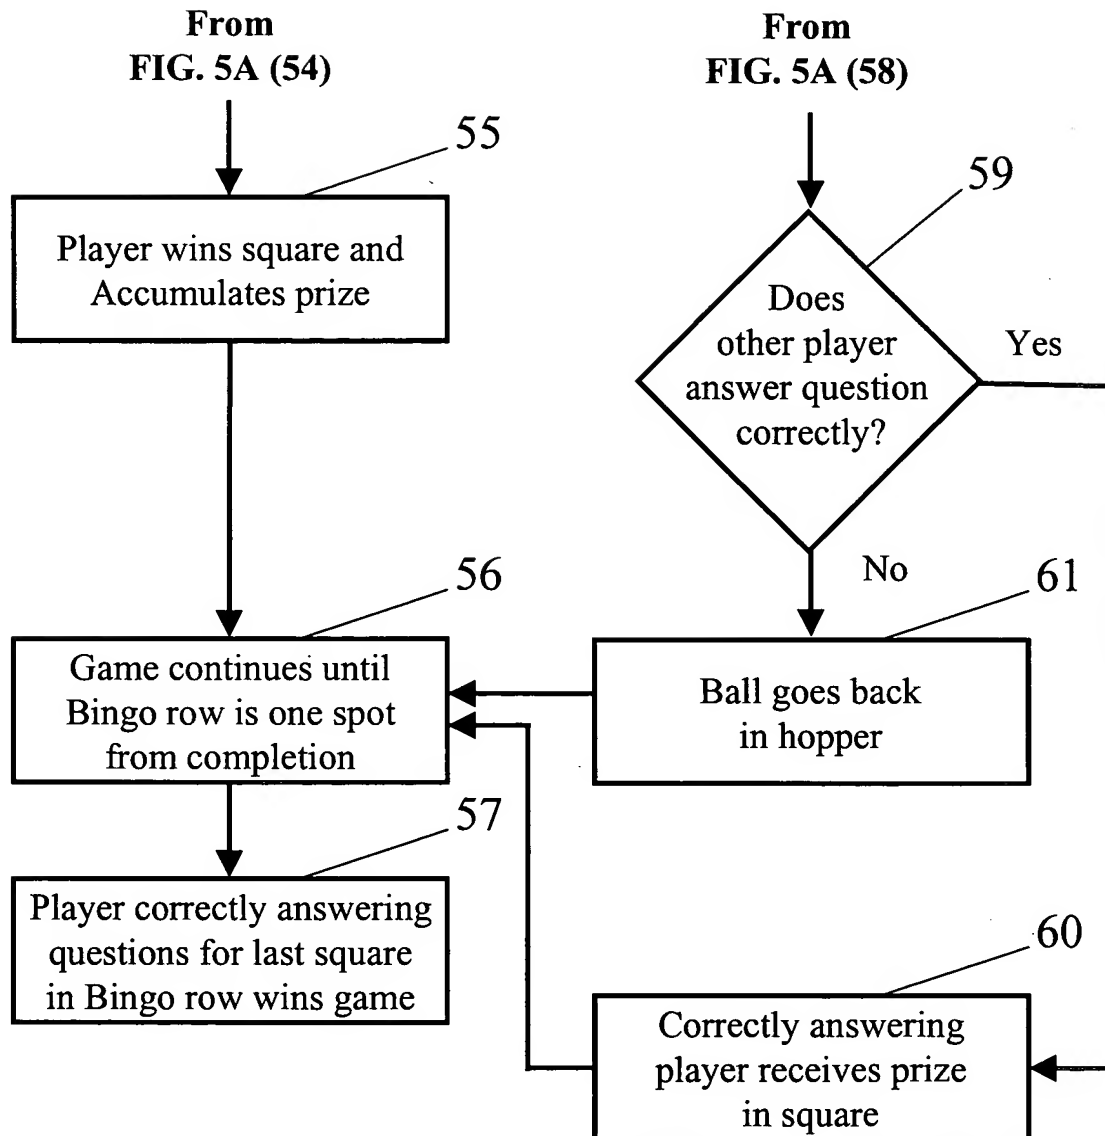 From
FIG. 5A (54)
55
Player wins square and
Accumulates prize
56
Game continues until
Bingo row is one spot
from completion
57
Player correctly answering
questions for last square
in Bingo row wins game
From
FIG. 5A (58)
59
Does
other player
answer question
correctly?
Yes
No
61
Ball goes back
in hopper
60
Correctly answering
player receives prize
in square